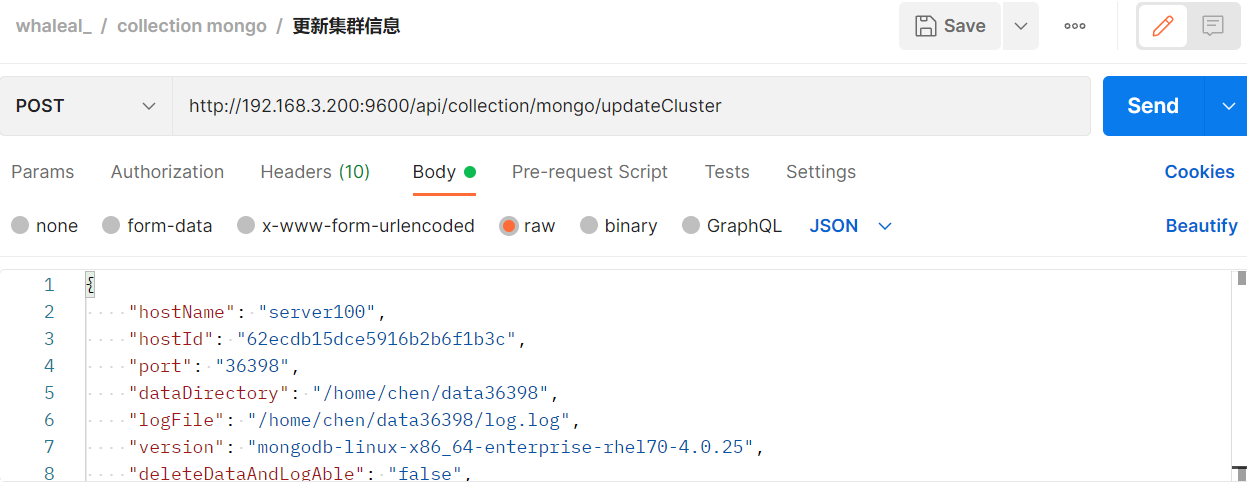 whaleal_ / collection mongo / 更新集群信息 Save
POST http://192.168.3.200:9600/api/collection/mongo/updateCluster Send
Params Authorization Headers (10) Body Pre-request Script Tests Settings Cookies
none form-data x-www-form-urlencoded raw binary GraphQL JSON Beautify
1 {
2 "hostName": "server100",
3 "hostId": "62ecdb15dce5916b2b6f1b3c",
4 "port": "36398",
5 "dataDirectory": "/home/chen/data36398",
6 "logFile": "/home/chen/data36398/log.log",
7 "version": "mongodb-linux-x86_64-enterprise-rhel70-4.0.25",
8 "deleteDataAndLogAble": "false",